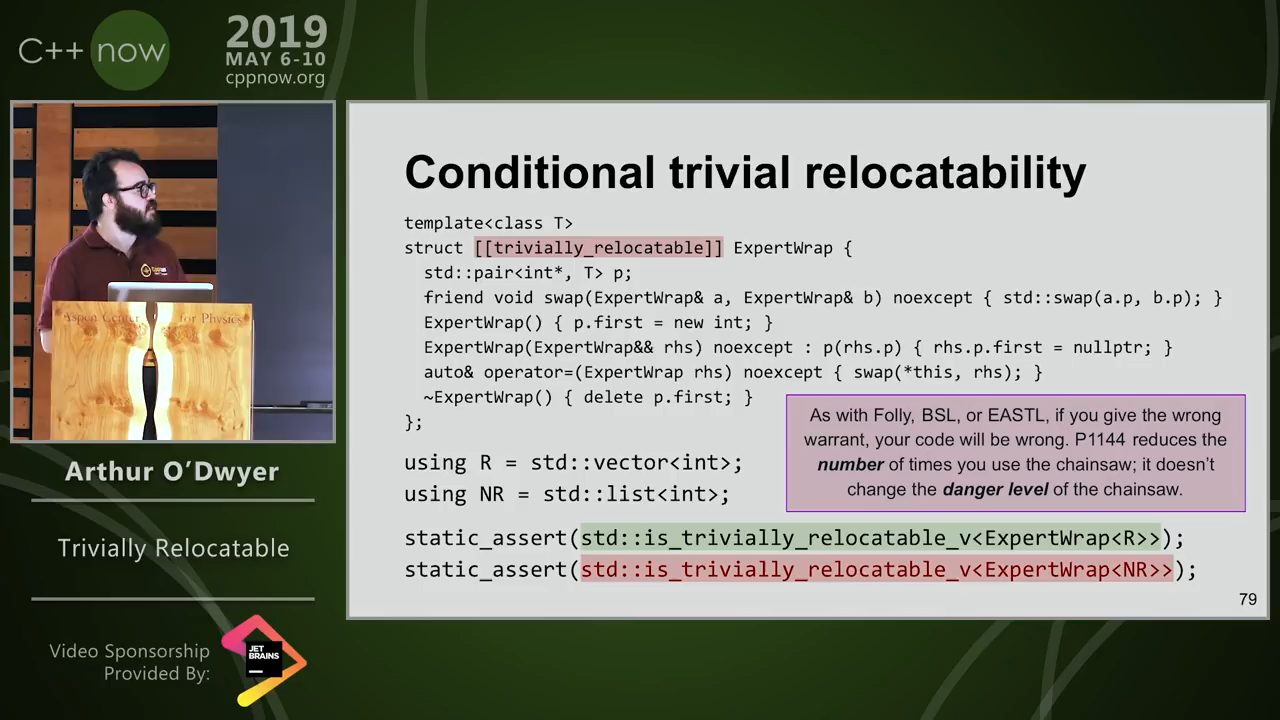 C++ now
2019
MAY 6-10
cppnow.org
Aspen Center for Physics
Arthur O'Dwyer
Trivially Relocatable
Video Sponsorship
Provided By:
JET
BRAINS
Conditional trivial relocatability
template<class T>
struct [[trivially_relocatable]] ExpertWrap {
std::pair<int*, T> p;
friend void swap(ExpertWrap& a, ExpertWrap& b) noexcept { std::swap(a.p, b.p); }
ExpertWrap() { p.first = new int; }
ExpertWrap(ExpertWrap&& rhs) noexcept : p(rhs.p) { rhs.p.first = nullptr; }
auto& operator=(ExpertWrap rhs) noexcept { swap(*this, rhs); }
~ExpertWrap() { delete p.first; }
};
As with Folly, BSL, or EASTL, if you give the wrong
warrant, your code will be wrong. P1144 reduces the
number of times you use the chainsaw; it doesn't
change the danger level of the chainsaw.
using R = std::vector<int>;
using NR = std::list<int>;
static_assert(std::is_trivially_relocatable_v<ExpertWrap<R>>);
static_assert(std::is_trivially_relocatable_v<ExpertWrap<NR>>);
79